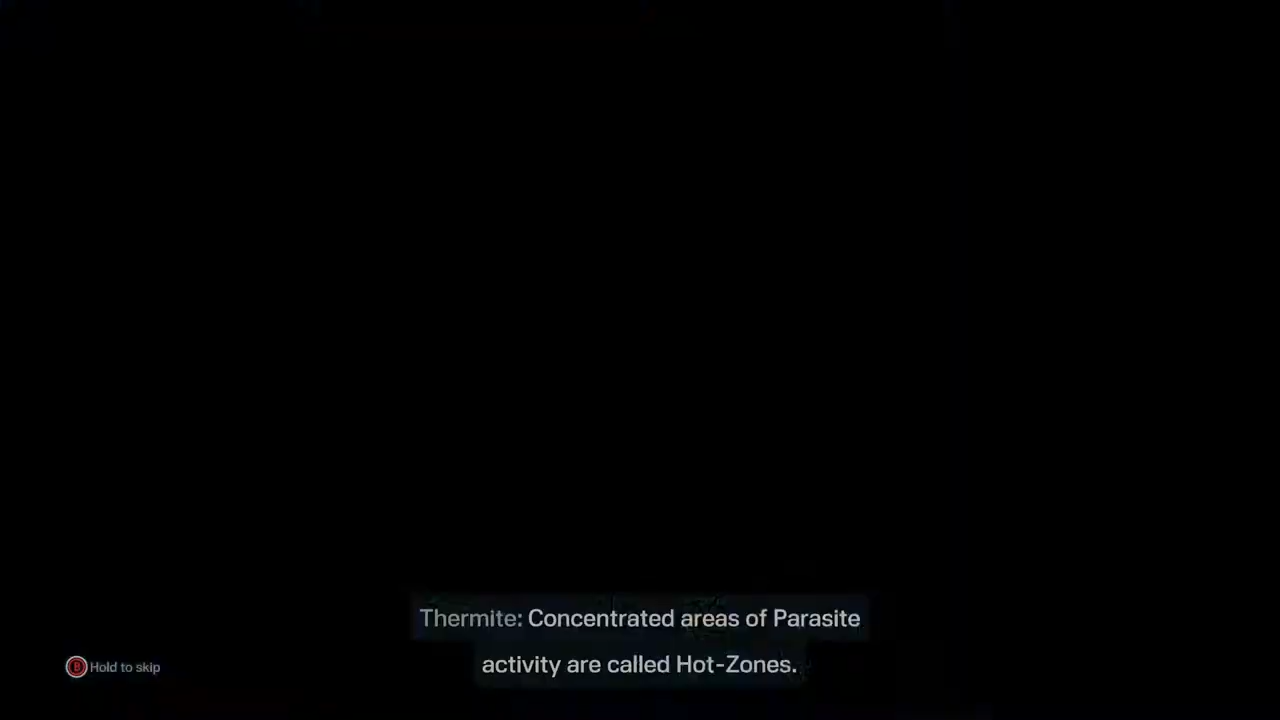 Thermite: Concentrated areas of Parasite
activity are called Hot-Zones.
B Hold to skip